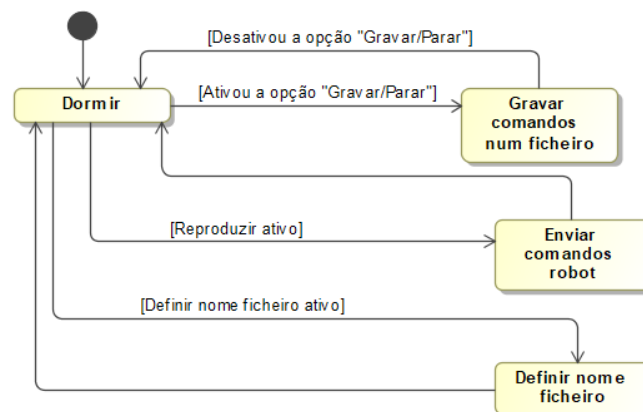 [Desativou a opção "Gravar/Parar"]
Dormir
[Ativou a opção "Gravar/Parar"]
Gravar
comandos
num ficheiro
[Reproduzir ativo]
Enviar
comandos
robot
[Definir nome ficheiro ativo]
Definir nome
ficheiro